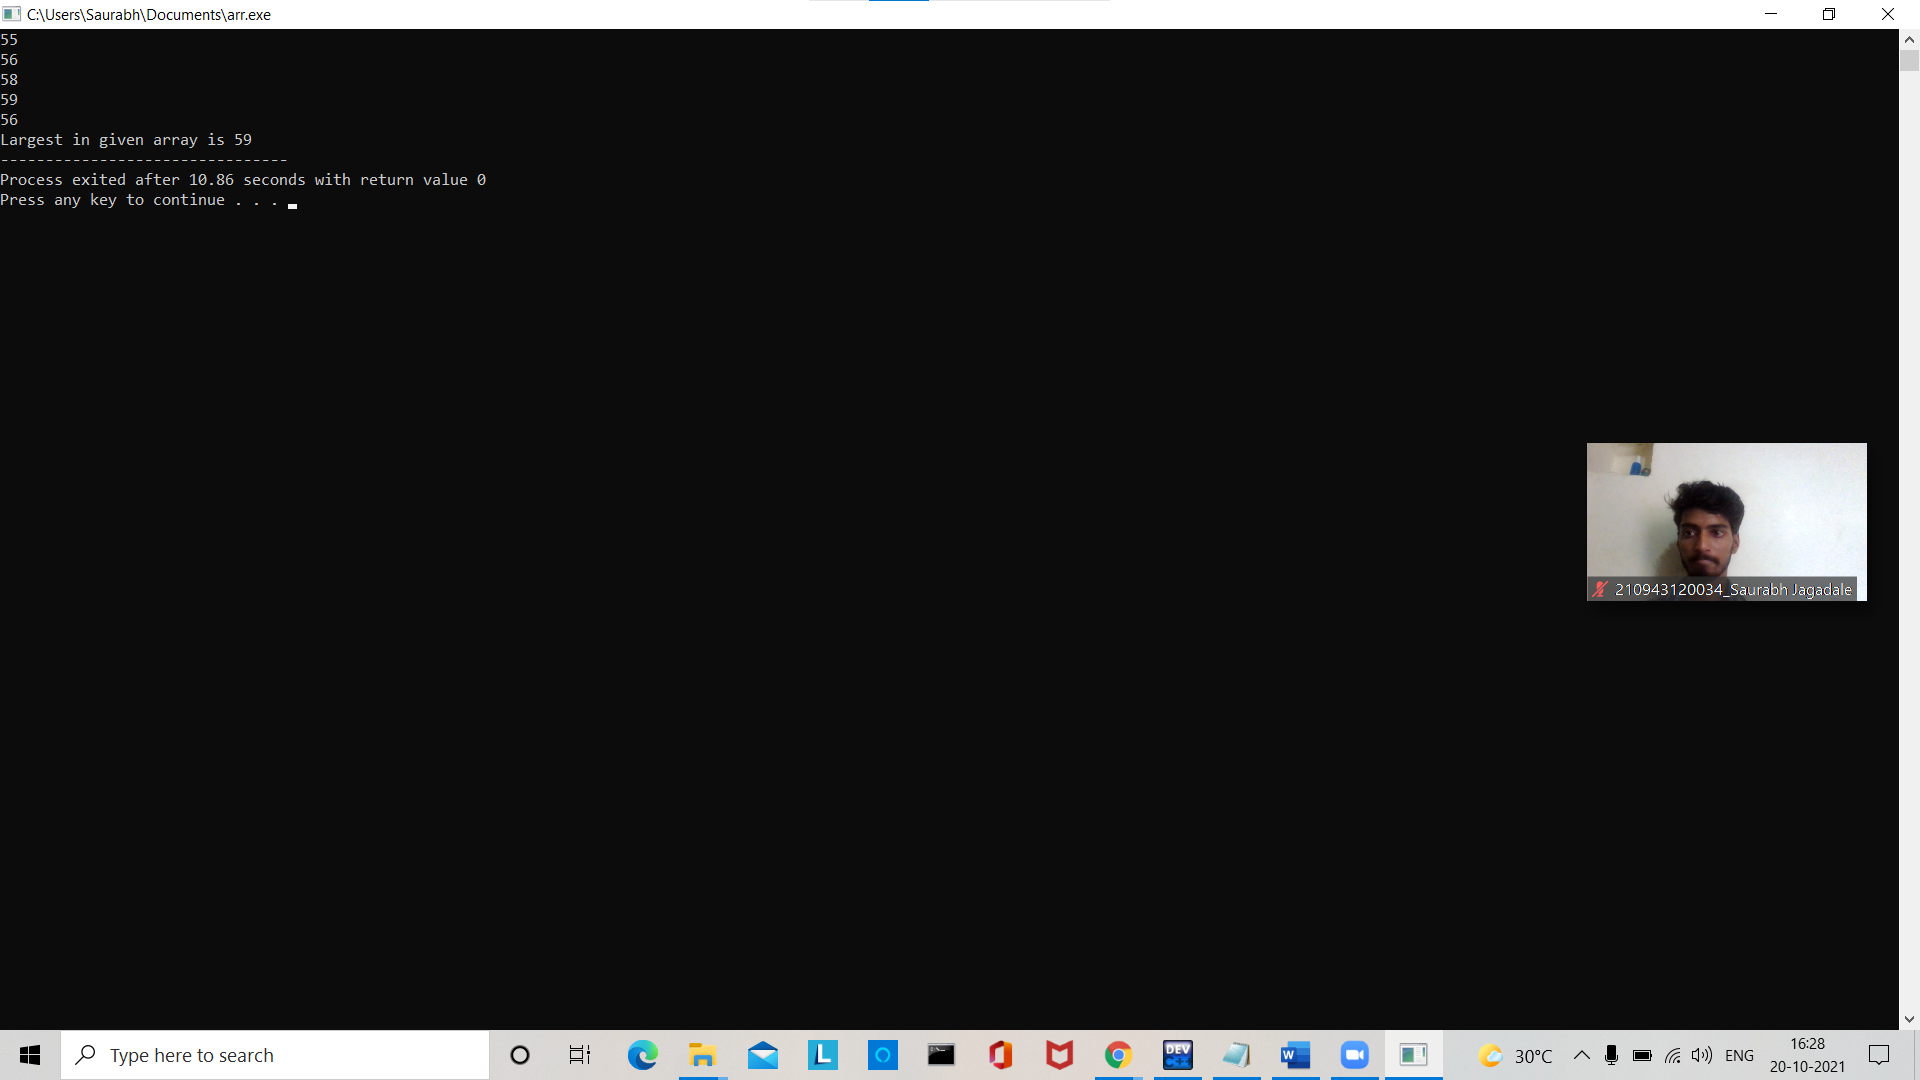 C:\Users\Saurabh\Documents\arr.exe
55
56
58
59
56
Largest in given array is 59
--------------------------------
Process exited after 10.86 seconds with return value 0
Press any key to continue . . .
210943120034_Saurabh Jagadale
Type here to search
L
DEV
C++
W
30°C
ENG
16:28
20-10-2021